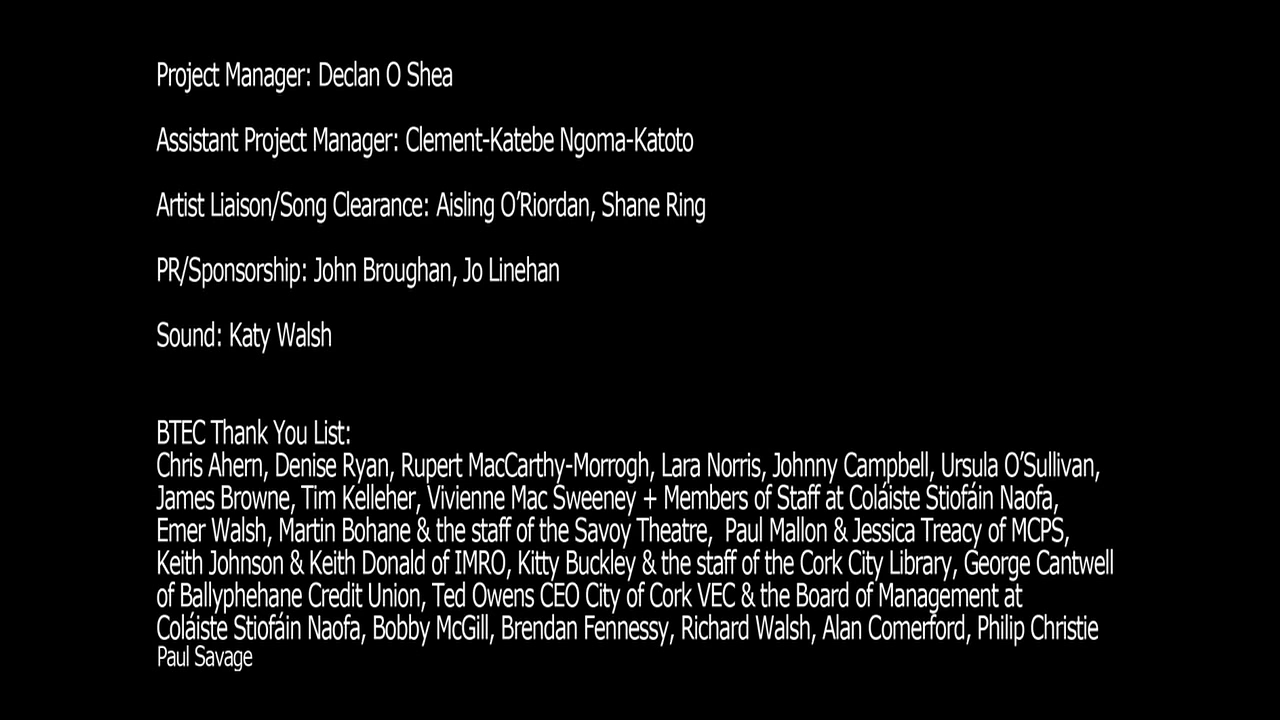 Project Manager: Declan O Shea
Assistant Project Manager: Clement-Katebe Ngoma-Katoto
Artist Liaison/Song Clearance: Aisling O’Riordan, Shane Ring
PR/Sponsorship: John Broughan, Jo Linehan
Sound: Katy Walsh
BTEC Thank You List:
Chris Ahern, Denise Ryan, Rupert MacCarthy-Morrogh, Lara Norris, Johnny Campbell, Ursula O’Sullivan,
James Browne, Tim Kelleher, Vivienne Mac Sweeney + Members of Staff at Coláiste Stiofáin Naofa,
Emer Walsh, Martin Bohane & the staff of the Savoy Theatre,  Paul Mallon & Jessica Treacy of MCPS,
Keith Johnson & Keith Donald of IMRO, Kitty Buckley & the staff of the Cork City Library, George Cantwell
of Ballyphehane Credit Union, Ted Owens CEO City of Cork VEC & the Board of Management at
Coláiste Stiofáin Naofa, Bobby McGill, Brendan Fennessy, Richard Walsh, Alan Comerford, Philip Christie
Paul Savage